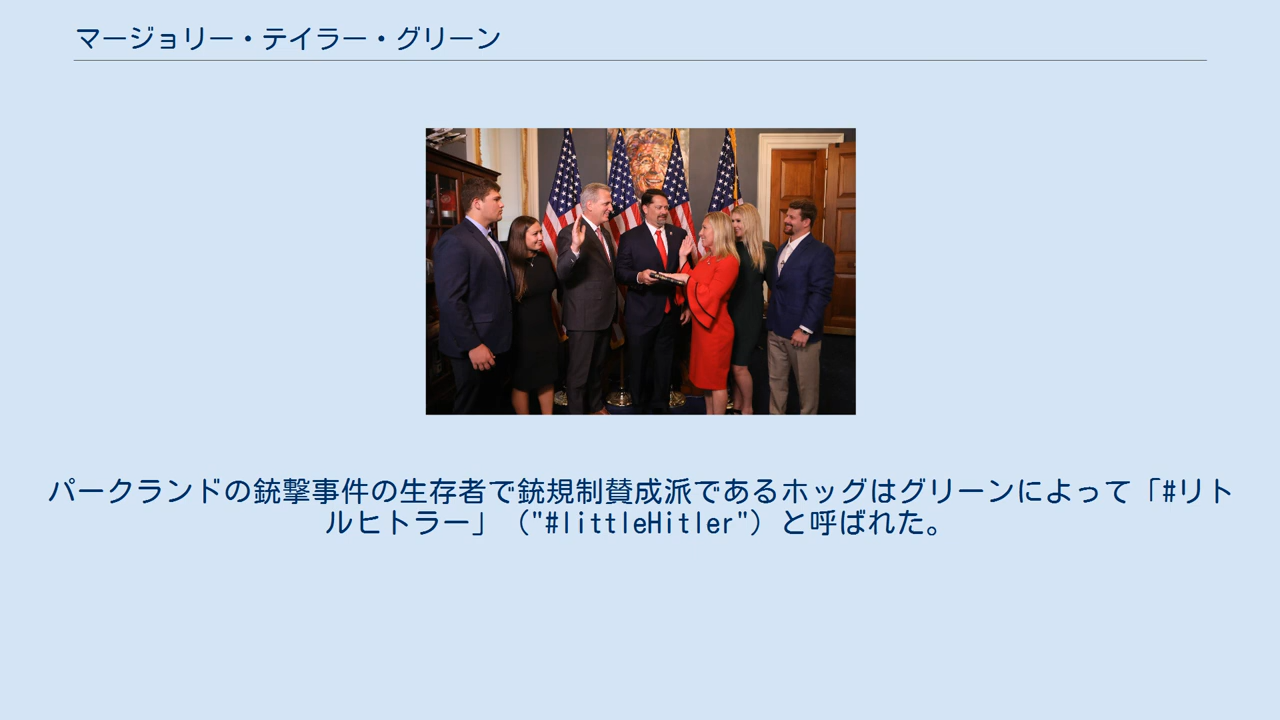 マージョリー・テイラー・グリーン
パークランドの銃撃事件の生存者で銃規制賛成派であるホッグはグリーンによって「#リト
ルヒトラー」（"#littleHitler"）と呼ばれた。